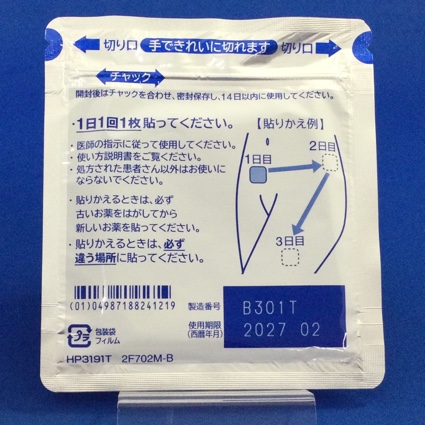 切り口 手できれいに切れます 切り口
チャック
開封後はチャックを合わせ、密封保存し、14日以内に使用してください。
・1日1回1枚貼ってください。
・医師の指示に従って使用してください。
・使い方説明書をご覧ください。
・処方された患者さん以外はお使いに
ならないでください。
・貼りかえるときは、必ず
古いお薬をはがしてから
新しいお薬を貼ってください。
・貼りかえるときは、必ず
違う場所に貼ってください。
【貼りかえ例】
1日目
2日目
3日目
(01)04987188241219
製造番号
B301T
使用期限
(西暦年月)
2027 02
プラ
包装袋
フィルム
HP3191T 2F702M-B